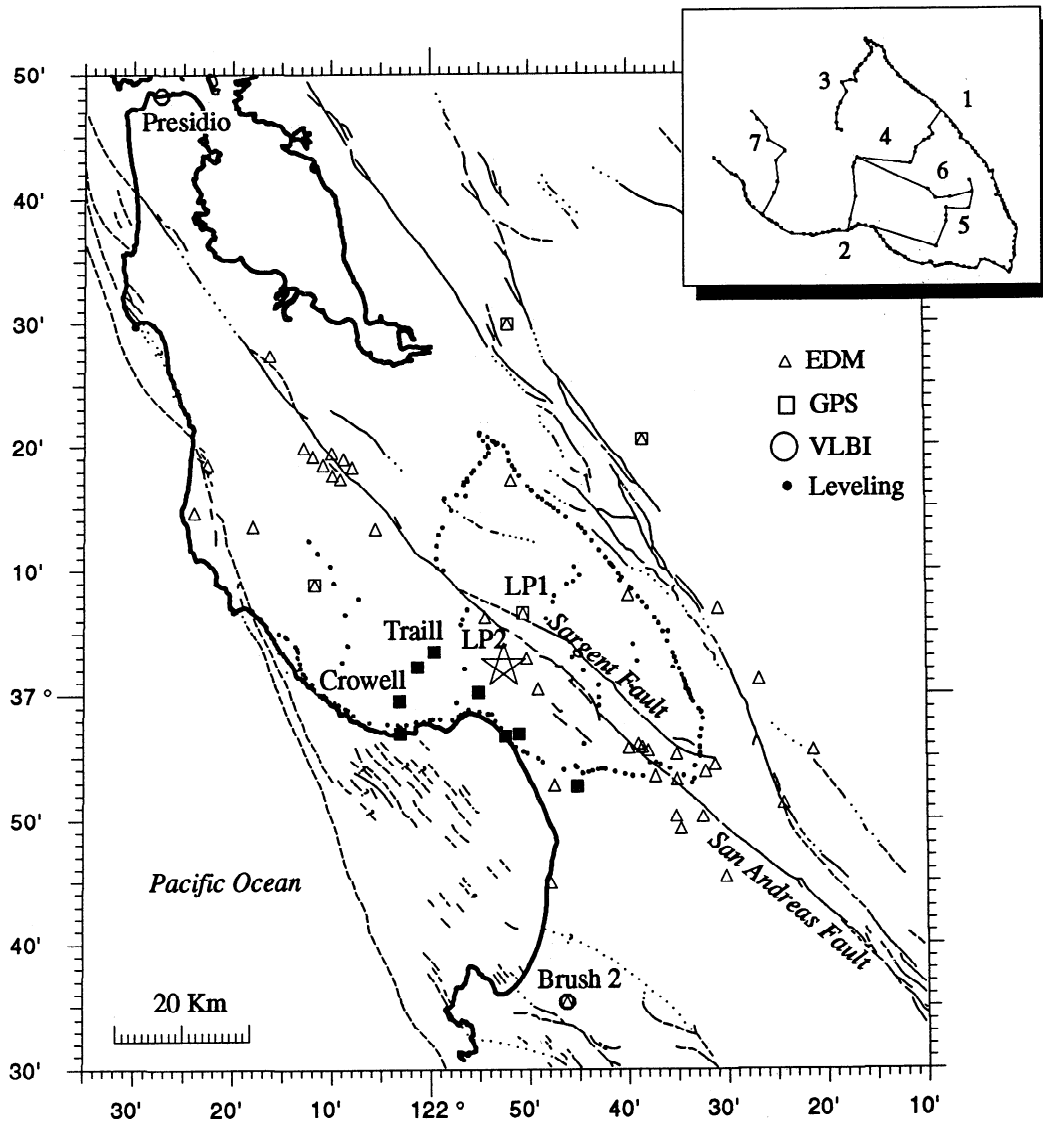 50'
Presidio
40'
30'
20'
10'
37 °
50'
40'
30'
3
1
4
7
6
5
2
EDM
GPS
VLBI
Leveling
LP1
Traill
LP2
Sargent Fault
Crowell
San Andreas Fault
Pacific Ocean
Brush 2
20 Km
30'
20'
10'
122 °
50'
40'
30'
20'
10'